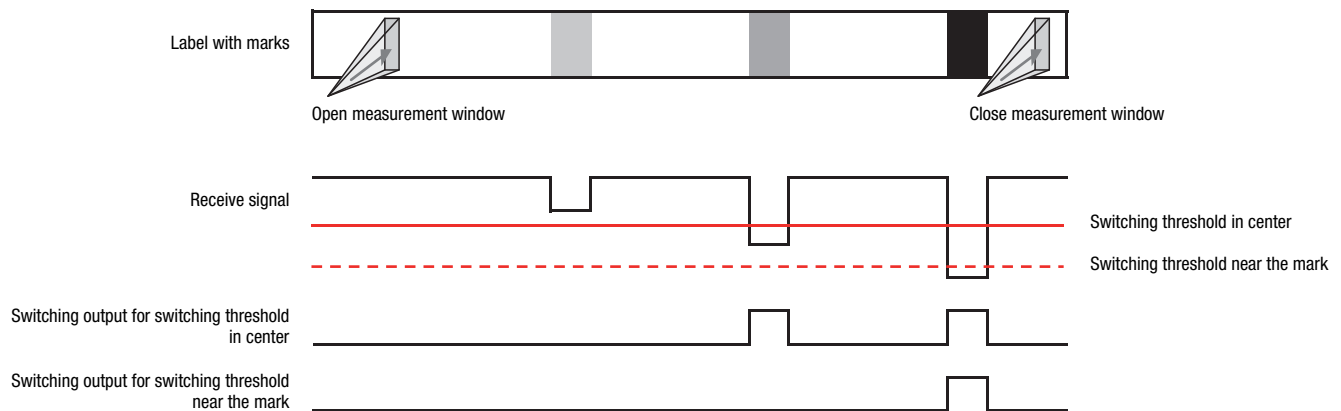 Label with marks
Open measurement window
Close measurement window
Receive signal
Switching threshold in center
Switching threshold near the mark
Switching output for switching threshold
in center
Switching output for switching threshold
near the mark